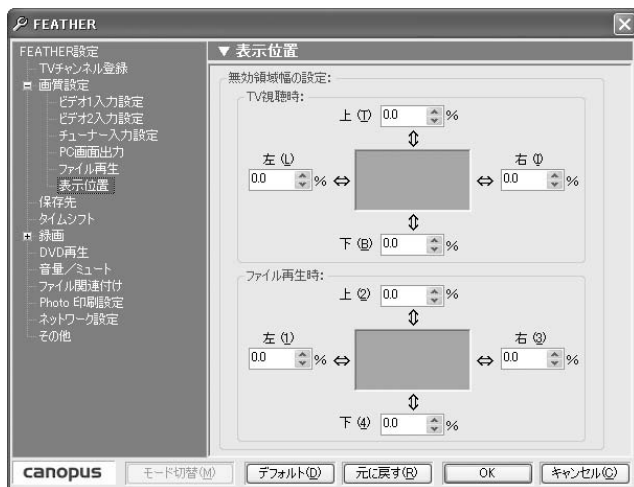 FEATHER
FEATHER設定
TVチャンネル登録
画質設定
ビデオ1入力設定
ビデオ2入力設定
チューナー入力設定
PC画面出力
ファイル再生
表示位置
保存先
タイムシフト
録画
DVD再生
音量／ミュート
ファイル関連付け
Photo 印刷設定
ネットワーク設定
その他
▼ 表示位置
無効領域幅の設定:
TV視聴時:
上 (T) 0.0 %
左 (L) 右 (I)
0.0 % ⇔ ⇔ 0.0 %
下 (B) 0.0 %
ファイル再生時:
上 (2) 0.0 %
左 (1) 右 (3)
0.0 % ⇔ ⇔ 0.0 %
下 (4) 0.0 %
canopus モード切替(M) デフォルト(D) 元に戻す(R) OK キャンセル(C)